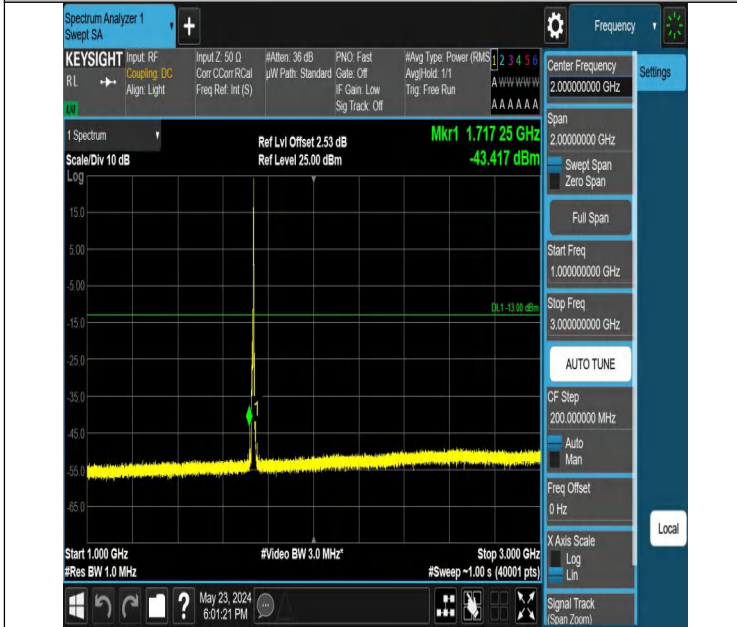 Spectrum Analyzer 1
Swept SA
+
Frequency
KEYSIGHT
RL
Input: RF
Coupling: DC
Align: Light
Input Z: 50 Ω
Corr CCorr RCal
Freq Ref: Int (S)
#Atten: 36 dB
µW Path: Standard
PNO: Fast
Gate: Off
IF Gain: Low
Sig Track: Off
#Avg Type: Power (RMS
Avg|Hold: 1/1
Trig: Free Run
1 2 3 4 5 6
A W W W W W
A A A A A A
1 Spectrum
Scale/Div 10 dB
Log
Ref Lvl Offset 2.53 dB
Ref Level 25.00 dBm
Mkr1 1.717 25 GHz
-43.417 dBm
15.0
5.00
-5.00
-15.0
-25.0
-35.0
-45.0
-55.0
-65.0
DL1 -13.00 dBm
1
Start 1.000 GHz
#Res BW 1.0 MHz
#Video BW 3.0 MHz*
Stop 3.000 GHz
#Sweep ~1.00 s (40001 pts)
May 23, 2024
6:01:21 PM
?
Center Frequency
2.000000000 GHz
Settings
Span
2.00000000 GHz
Swept Span
Zero Span
Full Span
Start Freq
1.000000000 GHz
Stop Freq
3.000000000 GHz
AUTO TUNE
CF Step
200.000000 MHz
Auto
Man
Freq Offset
0 Hz
X Axis Scale
Log
Lin
Local
Signal Track
(Span Zoom)